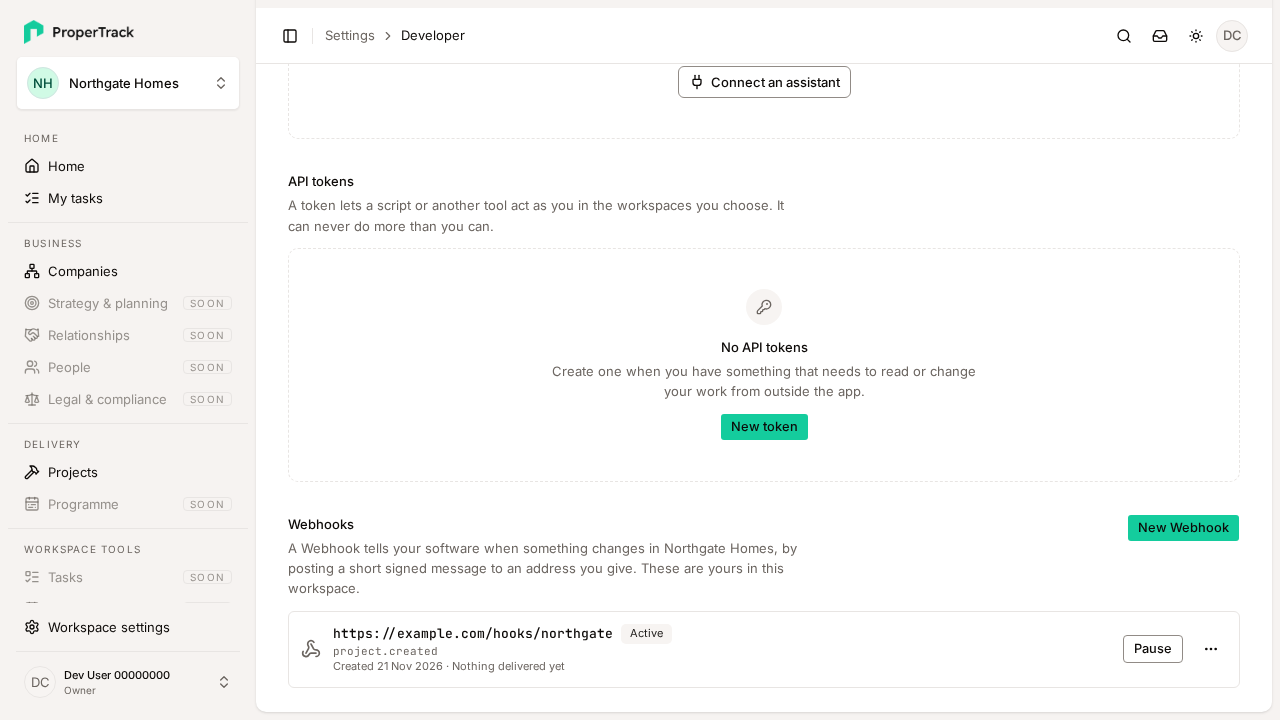 ProperTrack
NH
Northgate Homes
HOME
Home
My tasks
BUSINESS
Companies
Strategy & planning SOON
Relationships SOON
People SOON
Legal & compliance SOON
DELIVERY
Projects
Programme SOON
WORKSPACE TOOLS
Tasks SOON
Workspace settings
DC
Dev User 00000000
Owner
Settings > Developer
DC
Connect an assistant
API tokens
A token lets a script or another tool act as you in the workspaces you choose. It
can never do more than you can.
No API tokens
Create one when you have something that needs to read or change
your work from outside the app.
New token
Webhooks
New Webhook
A Webhook tells your software when something changes in Northgate Homes, by
posting a short signed message to an address you give. These are yours in this
workspace.
https://example.com/hooks/northgate Active
project.created
Created 21 Nov 2026 · Nothing delivered yet
Pause